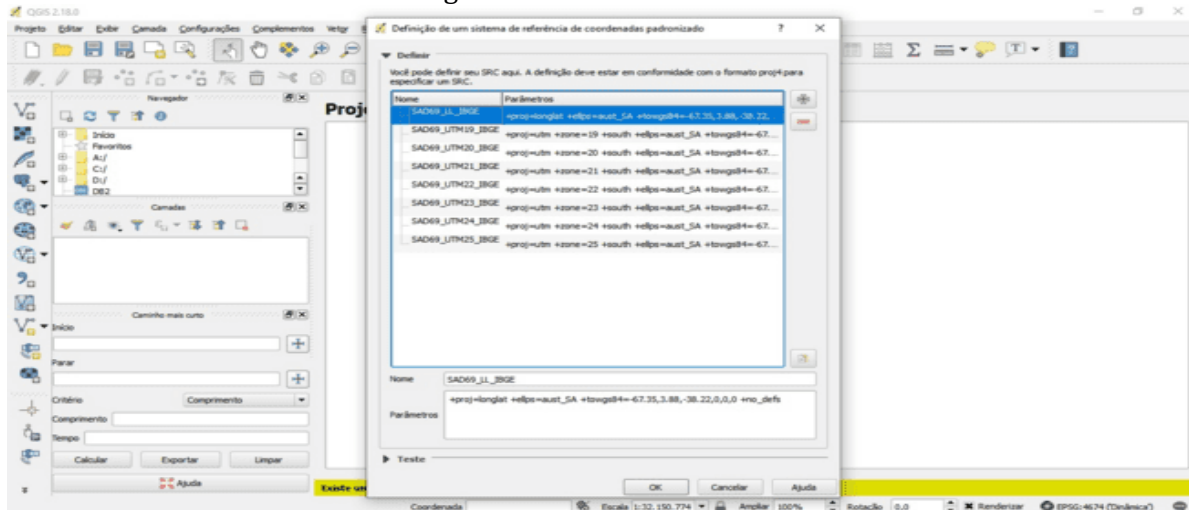 QGIS 2.18.0
Projeto Editar Exibir Camada Configurações Complementos Vetor
Definição de um sistema de referência de coordenadas padronizado
Definir
Você pode definir seu SRC aqui. A definição deve estar em conformidade com o formato proj4 para
especificar um SRC.
Nome Parâmetros
SAD69_LL_IBGE +proj=longlat +ellps=aust_SA +towgs84=-67.35,3.88,-38.22,
SAD69_UTM19_IBGE +proj=utm +zone=19 +south +ellps=aust_SA +towgs84=-67....
SAD69_UTM20_IBGE +proj=utm +zone=20 +south +ellps=aust_SA +towgs84=-67....
SAD69_UTM21_IBGE +proj=utm +zone=21 +south +ellps=aust_SA +towgs84=-67....
SAD69_UTM22_IBGE +proj=utm +zone=22 +south +ellps=aust_SA +towgs84=-67....
SAD69_UTM23_IBGE +proj=utm +zone=23 +south +ellps=aust_SA +towgs84=-67....
SAD69_UTM24_IBGE +proj=utm +zone=24 +south +ellps=aust_SA +towgs84=-67....
SAD69_UTM25_IBGE +proj=utm +zone=25 +south +ellps=aust_SA +towgs84=-67....
Nome SAD69_LL_IBGE
Parâmetros +proj=longlat +ellps=aust_SA +towgs84=-67.35,3.88,-38.22,0,0,0 +no_defs
Teste
OK Cancelar Ajuda
Navegador
Início
Favoritos
A:/
C:/
D:/
DB2
Camadas
Caminho mais curto
Início
Parar
Critério Comprimento
Comprimento
Tempo
Calcular Exportar Limpar
Ajuda
Proj
Existe um
Coordenada Escala 1:32.150.774 Ampliar 100% Rotação 0,0 Renderizar EPSG:4674 (Dinâmica)